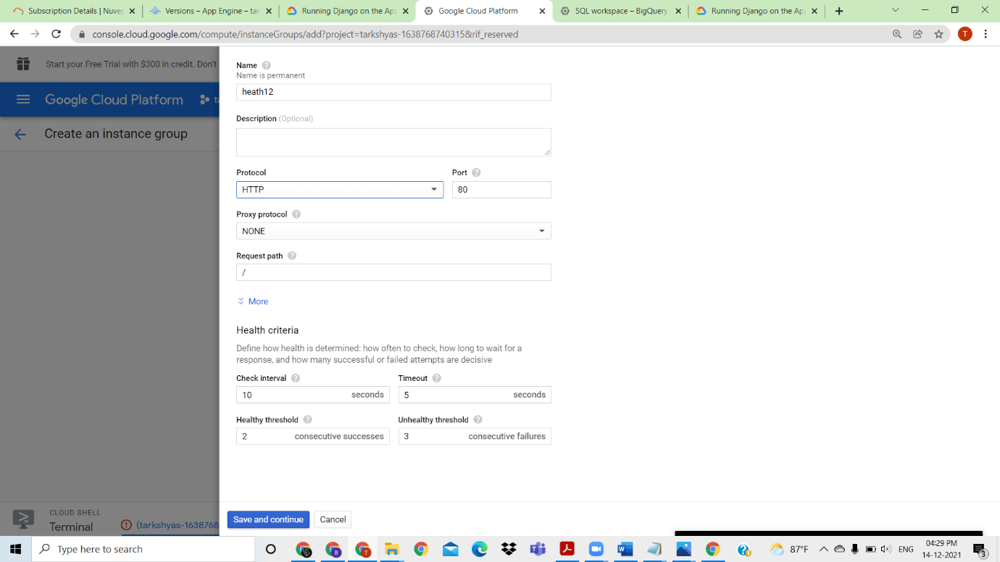 Subscription Details | Nuvep
Versions – App Engine – tar
Running Django on the App
Google Cloud Platform
SQL workspace – BigQuery
Running Django on the App
console.cloud.google.com/compute/instanceGroups/add?project=tarkshyas-1638768740315&rif_reserved
T
Start your Free Trial with $300 in credit. Don't
Google Cloud Platform
Create an instance group
Name
Name is permanent
heath12
Description (Optional)
Protocol
Port
HTTP
80
Proxy protocol
NONE
Request path
/
More
Health criteria
Define how health is determined: how often to check, how long to wait for a
response, and how many successful or failed attempts are decisive
Check interval
Timeout
10 seconds
5 seconds
Healthy threshold
Unhealthy threshold
2 consecutive successes
3 consecutive failures
Save and continue
Cancel
CLOUD SHELL
Terminal
(tarkshyas-1638768
Type here to search
87°F
ENG
04:29 PM
14-12-2021
3